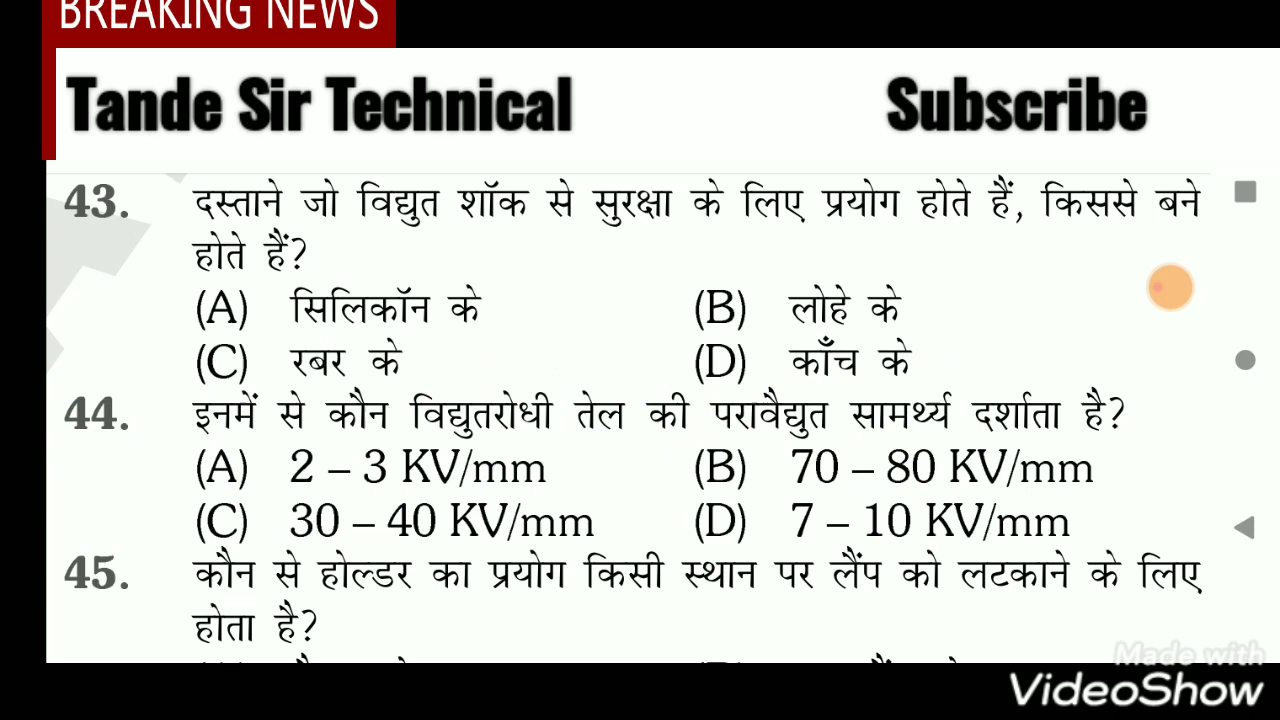 BREAKING NEWS
Tande Sir Technical Subscribe
43. दस्ताने जो विद्युत शॉक से सुरक्षा के लिए प्रयोग होते हैं, किससे बने
होते हैं?
(A) सिलिकॉन के (B) लोहे के
(C) रबर के (D) काँच के
44. इनमें से कौन विद्युतरोधी तेल की परावैद्युत सामर्थ्य दर्शाता है?
(A) 2 – 3 KV/mm (B) 70 – 80 KV/mm
(C) 30 – 40 KV/mm (D) 7 – 10 KV/mm
45. कौन से होल्डर का प्रयोग किसी स्थान पर लैंप को लटकाने के लिए
होता है?
Made with
VideoShow